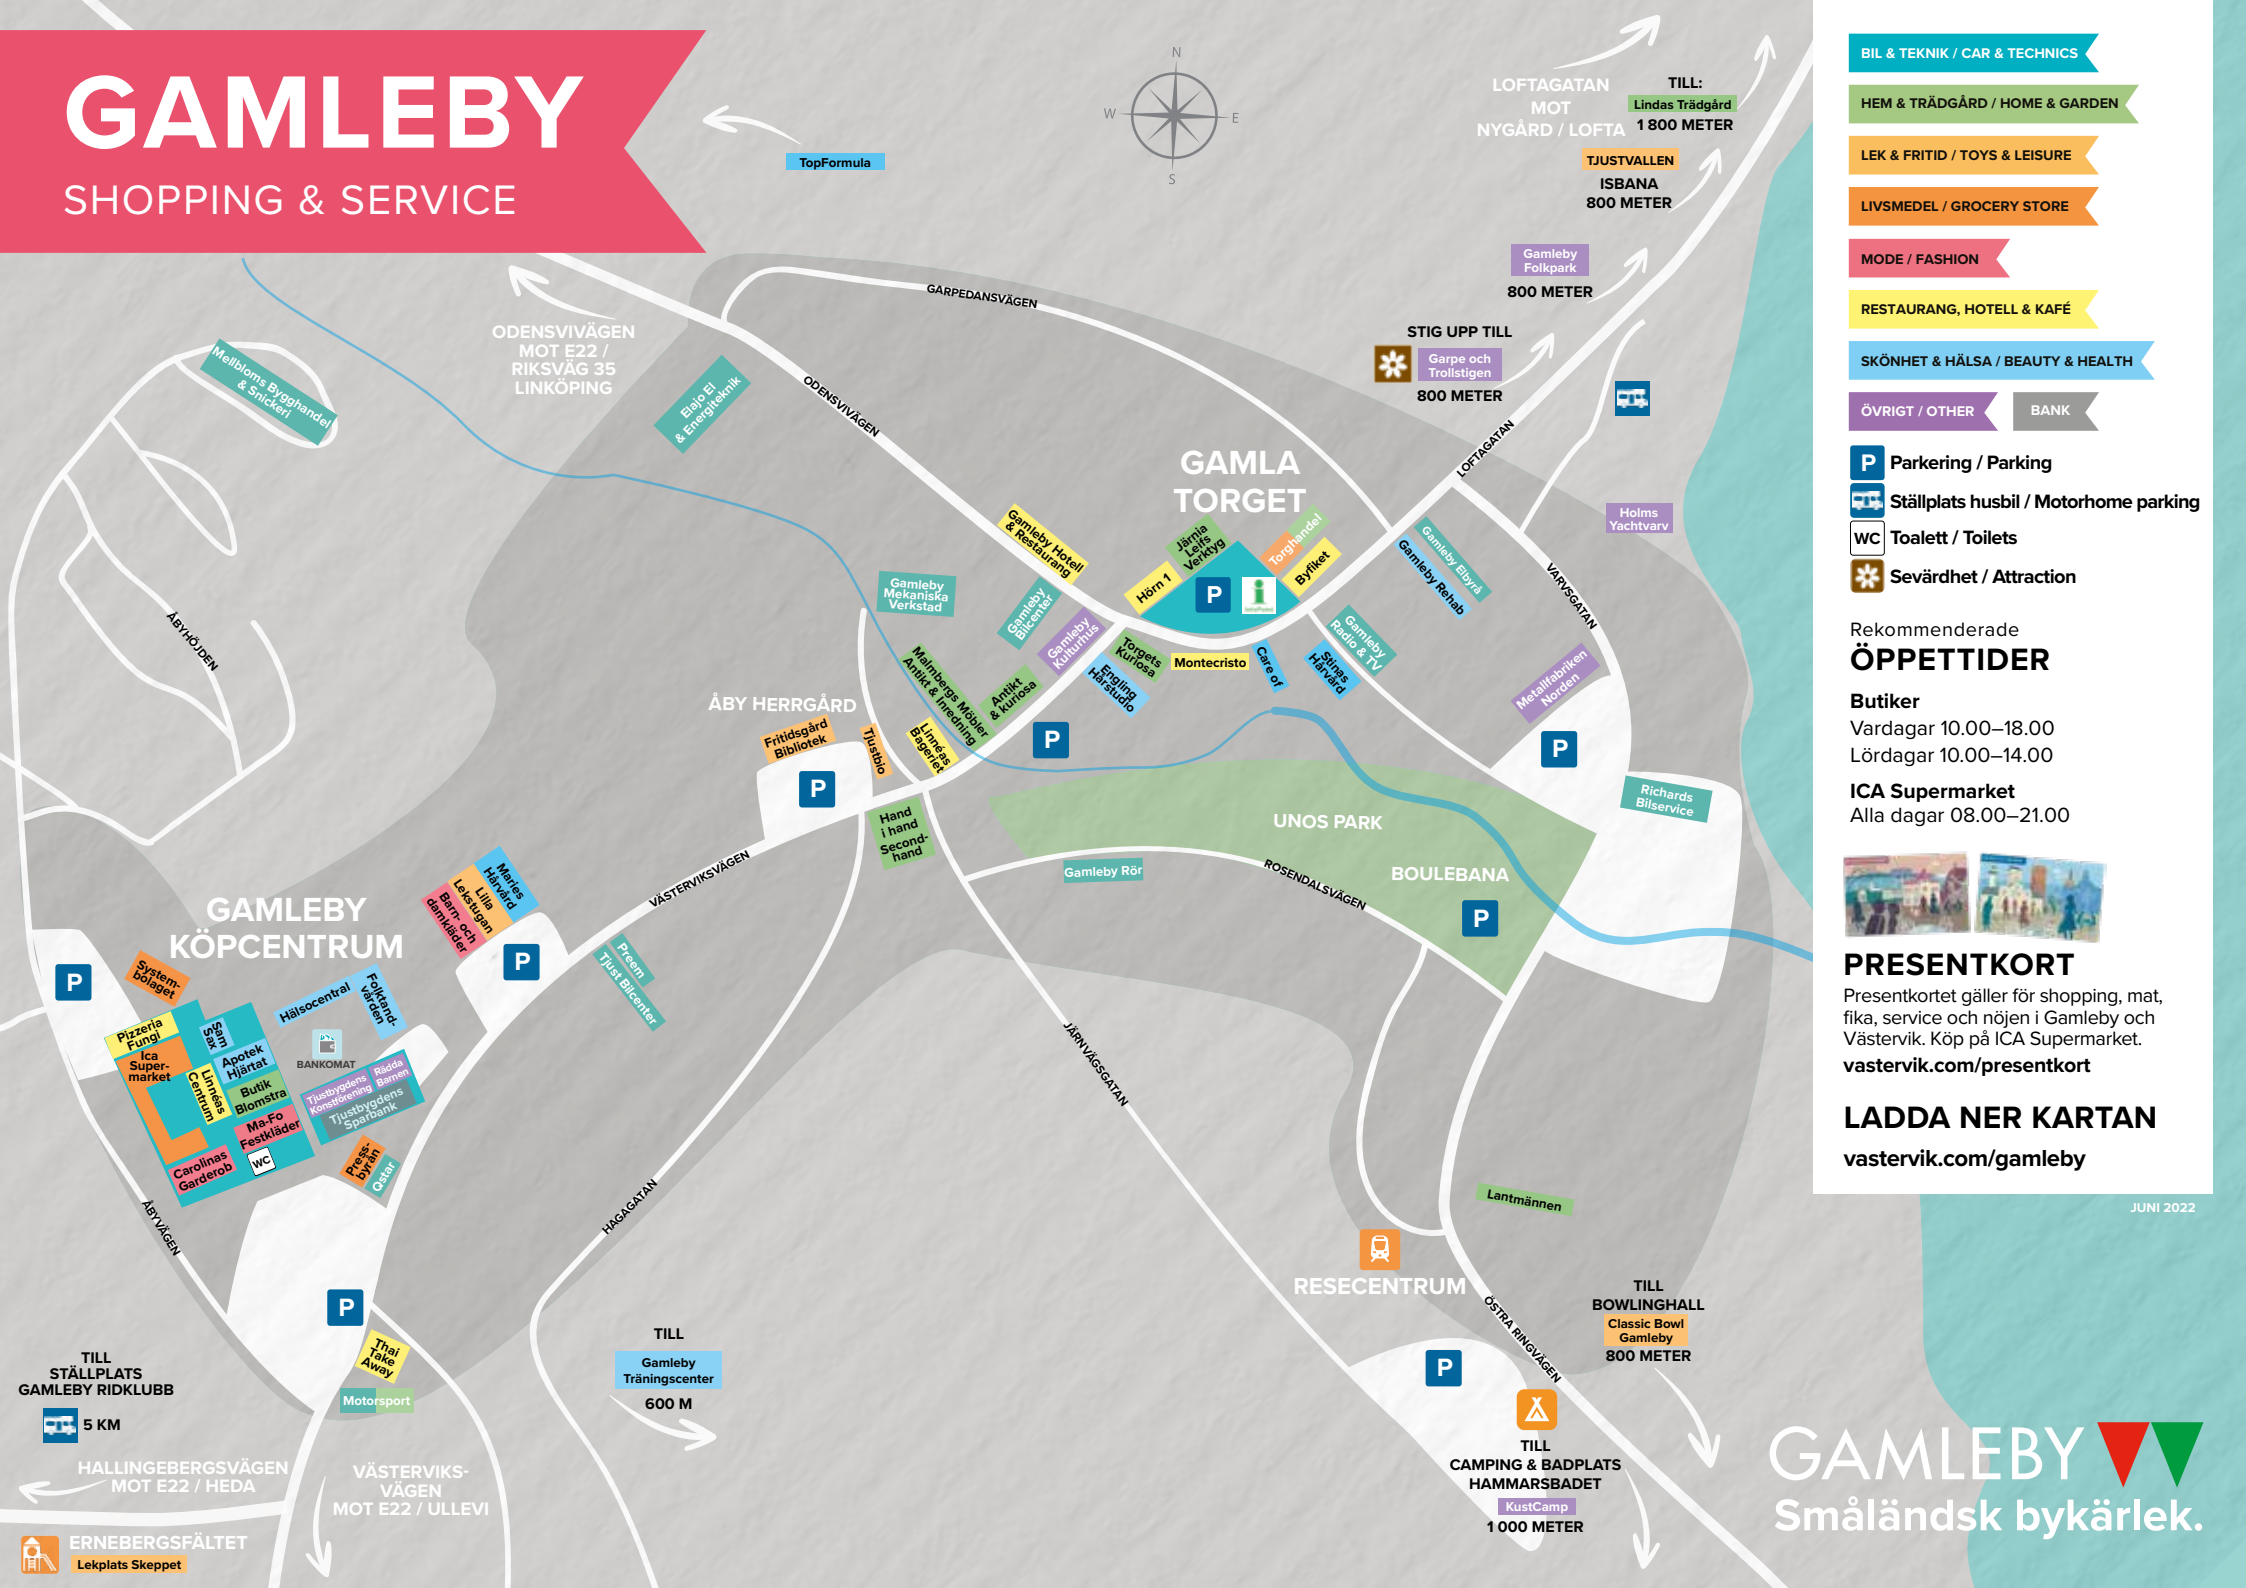 GAMLEBY
SHOPPING & SERVICE
TopFormula
N
W
E
S
LOFTAGATAN
MOT
NYGÅRD / LOFTA
TILL:
Lindas Trädgård
1 800 METER
TJUSTVALLEN
ISBANA
800 METER
Gamleby
Folkpark
800 METER
STIG UPP TILL
Garpe och
Trollstigen
800 METER
GARPEDANSVÄGEN
ODENSVIVÄGEN
MOT E22 /
RIKSVÄG 35
LINKÖPING
Mellbloms Bygghandel
& Snickeri
Elajo El
& Energiteknik
ODENSVIVÄGEN
LOFTAGATAN
GAMLA
TORGET
Gamleby Hotell
& Restaurang
Järnia
Leifs
Verktyg
Torghandel
Hörn 1
P
i
Byfiket
Gamleby Elbyrå
Gamleby Rehab
Holms
Yachtvarv
VARVSGATAN
Gamleby
Mekaniska
Verkstad
Gamleby
Bilcenter
Gamleby
Kulturhus
Torgets
Kuriosa
Montecristo
Care of
Gamleby
Radio & TV
Stinas
Hårvård
Engling
Hårstudio
Metallfabriken
Norden
ÅBYHÖJDEN
Malmbergs Möbler
Antikt & Inredning
Antikt
& kuriosa
ÅBY HERRGÅRD
Fritidsgård
Bibliotek
Tjustbio
Linnéas
Bageriet
P
P
P
Richards
Bilservice
Hand
i hand
Second-
hand
UNOS PARK
Gamleby Rör
ROSENDALSVÄGEN
BOULEBANA
P
VÄSTERVIKSVÄGEN
Maries
Hårvård
Lilla
Lekstugan
Barn- och
damkläder
P
Preem
Tjust Bilcenter
GAMLEBY
KÖPCENTRUM
P
System-
bolaget
Hälsocentral
Folktand-
vården
Pizzeria
Fungi
Sam
Sax
Ica
Super-
market
Apotek
Hjärtat
BANKOMAT
Linnéas
Centrum
Butik
Blomstra
Tjustbygdens
Konstförening
Rädda
Barnen
Tjustbygdens
Sparbank
Ma-Fo
Festkläder
WC
Carolinas
Garderob
Press-
byrån
Qstar
JÄRNVÄGSGATAN
ÅBYVÄGEN
HAGAGATAN
P
Thai
Take
Away
Motorsport
Lantmännen
RESECENTRUM
ÖSTRA RINGVÄGEN
TILL
BOWLINGHALL
Classic Bowl
Gamleby
800 METER
P
TILL
CAMPING & BADPLATS
HAMMARSBADET
KustCamp
1 000 METER
TILL
Gamleby
Träningscenter
600 M
TILL
STÄLLPLATS
GAMLEBY RIDKLUBB
5 KM
HALLINGEBERGSVÄGEN
MOT E22 / HEDA
VÄSTERVIKS-
VÄGEN
MOT E22 / ULLEVI
ERNEBERGSFÄLTET
Lekplats Skeppet
BIL & TEKNIK / CAR & TECHNICS
HEM & TRÄDGÅRD / HOME & GARDEN
LEK & FRITID / TOYS & LEISURE
LIVSMEDEL / GROCERY STORE
MODE / FASHION
RESTAURANG, HOTELL & KAFÉ
SKÖNHET & HÄLSA / BEAUTY & HEALTH
ÖVRIGT / OTHER
BANK
P Parkering / Parking
Ställplats husbil / Motorhome parking
WC Toalett / Toilets
Sevärdhet / Attraction
Rekommenderade
ÖPPETTIDER
Butiker
Vardagar 10.00–18.00
Lördagar 10.00–14.00
ICA Supermarket
Alla dagar 08.00–21.00
PRESENTKORT
Presentkortet gäller för shopping, mat,
fika, service och nöjen i Gamleby och
Västervik. Köp på ICA Supermarket.
vastervik.com/presentkort
LADDA NER KARTAN
vastervik.com/gamleby
JUNI 2022
GAMLEBY
Småländsk bykärlek.